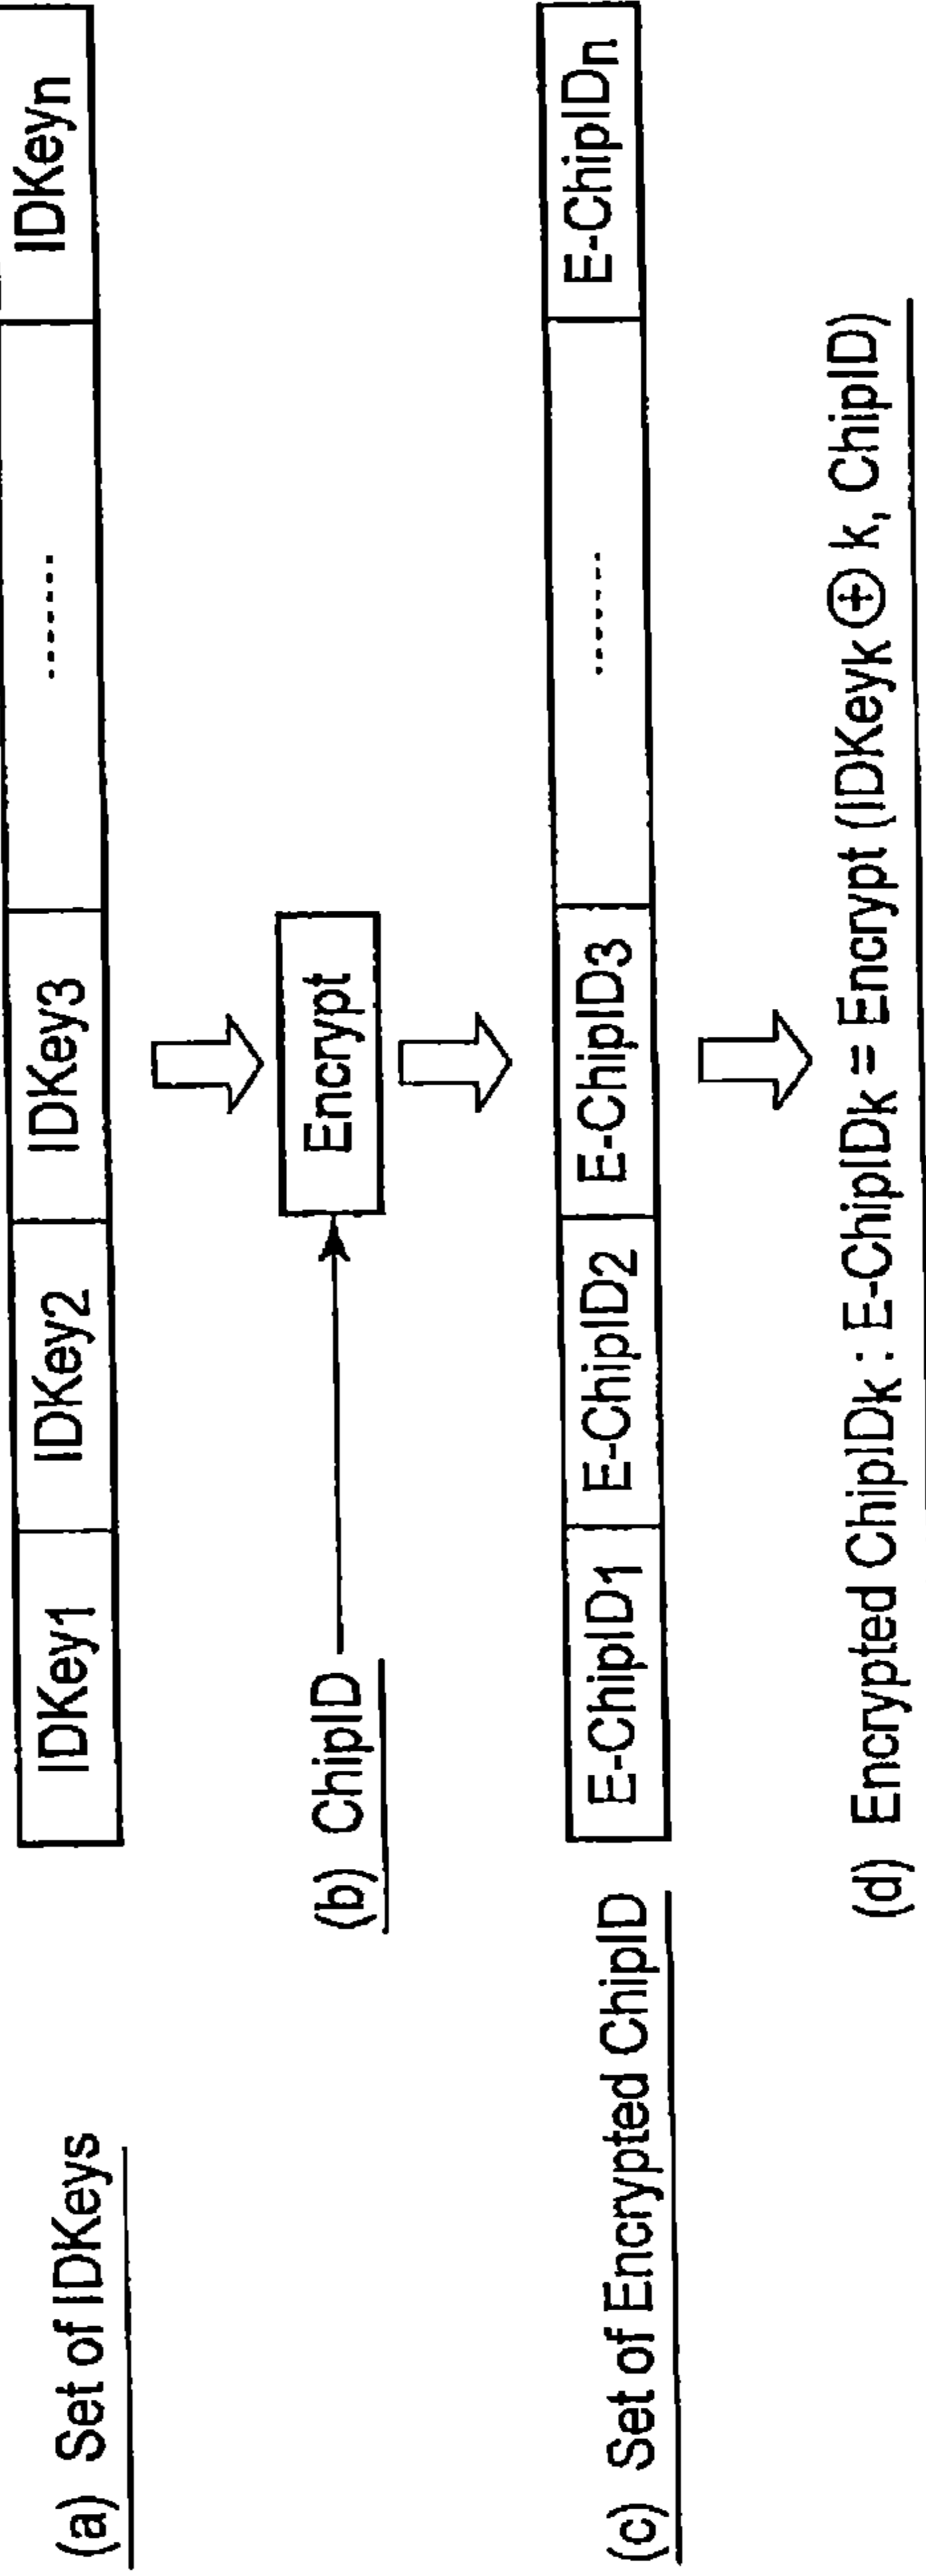 (a) Set of IDKeys
IDKey1 IDKey2 IDKey3 ....... IDKeyn
(b) ChipID
Encrypt
(c) Set of Encrypted ChipID
E-ChipID1 E-ChipID2 E-ChipID3 ....... E-ChipIDn
(d) Encrypted ChipIDk : E-ChipIDk = Encrypt (IDKeyk ⊕ k, ChipID)